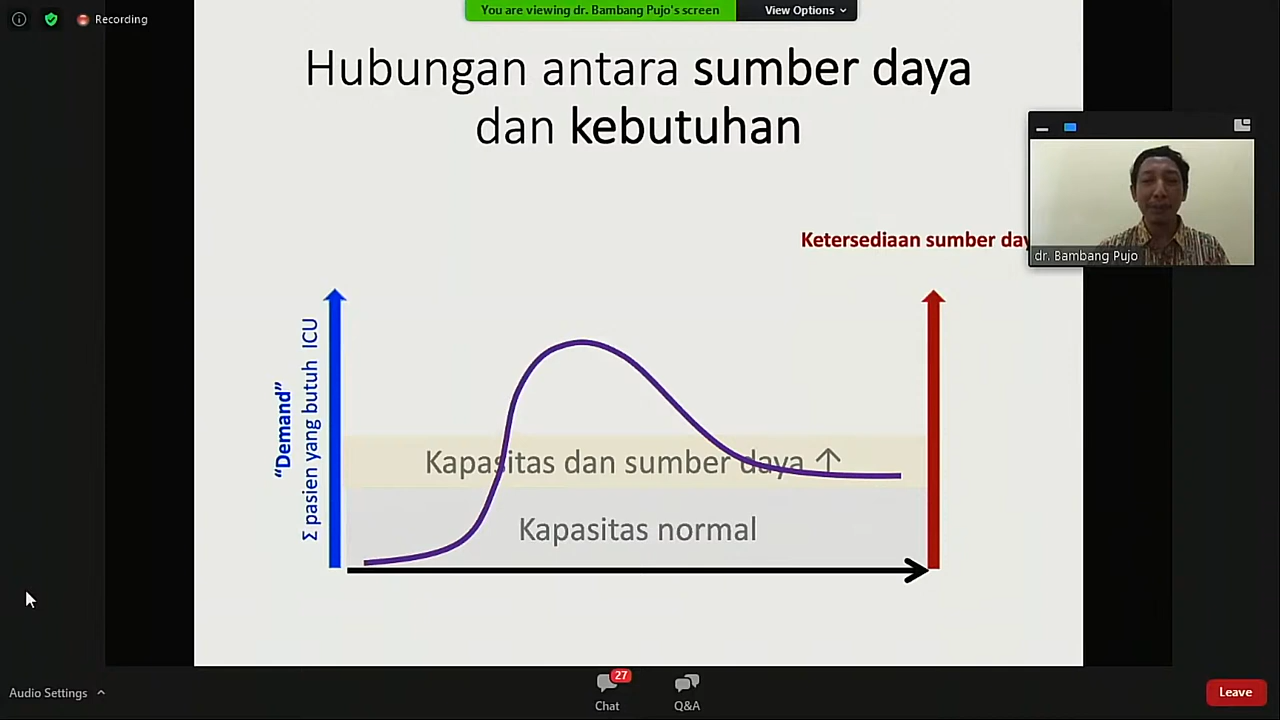 Recording
You are viewing dr. Bambang Pujo's screen
View Options
Hubungan antara sumber daya
dan kebutuhan
Ketersediaan sumber day
dr. Bambang Pujo
“Demand”
Σ pasien yang butuh ICU
Kapasitas dan sumber daya ↑
Kapasitas normal
Audio Settings
27
Chat
Q&A
Leave